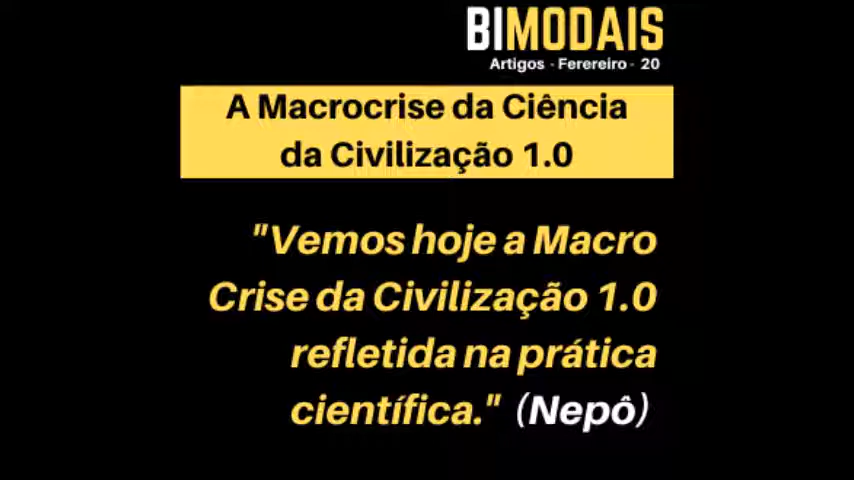 BIMODAIS
Artigos - Ferereiro - 20
A Macrocrise da Ciência
da Civilização 1.0
"Vemos hoje a Macro
Crise da Civilização 1.0
refletida na prática
científica." (Nepô)